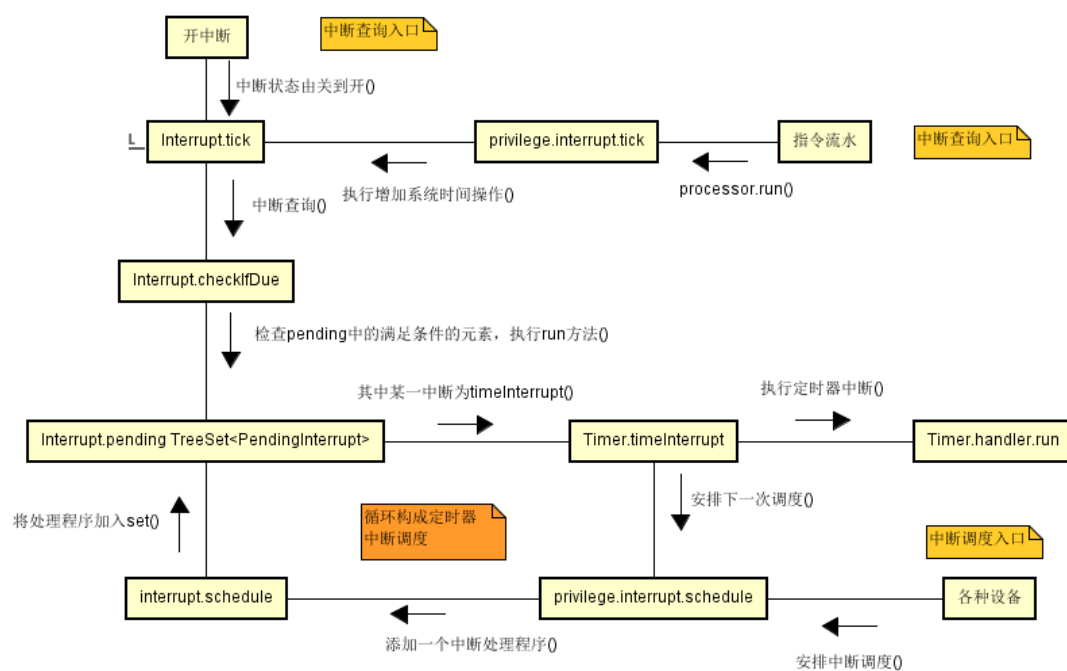 开中断
中断查询入口
中断状态由关到开()
L
Interrupt.tick
privilege.interrupt.tick
指令流水
中断查询入口
执行增加系统时间操作()
processor.run()
中断查询()
Interrupt.checkIfDue
检查pending中的满足条件的元素，执行run方法()
其中某一中断为timeInterrupt()
执行定时器中断()
Interrupt.pending TreeSet<PendingInterrupt>
Timer.timeInterrupt
Timer.handler.run
将处理程序加入set()
循环构成定时器
中断调度
安排下一次调度()
中断调度入口
interrupt.schedule
privilege.interrupt.schedule
各种设备
添加一个中断处理程序()
安排中断调度()